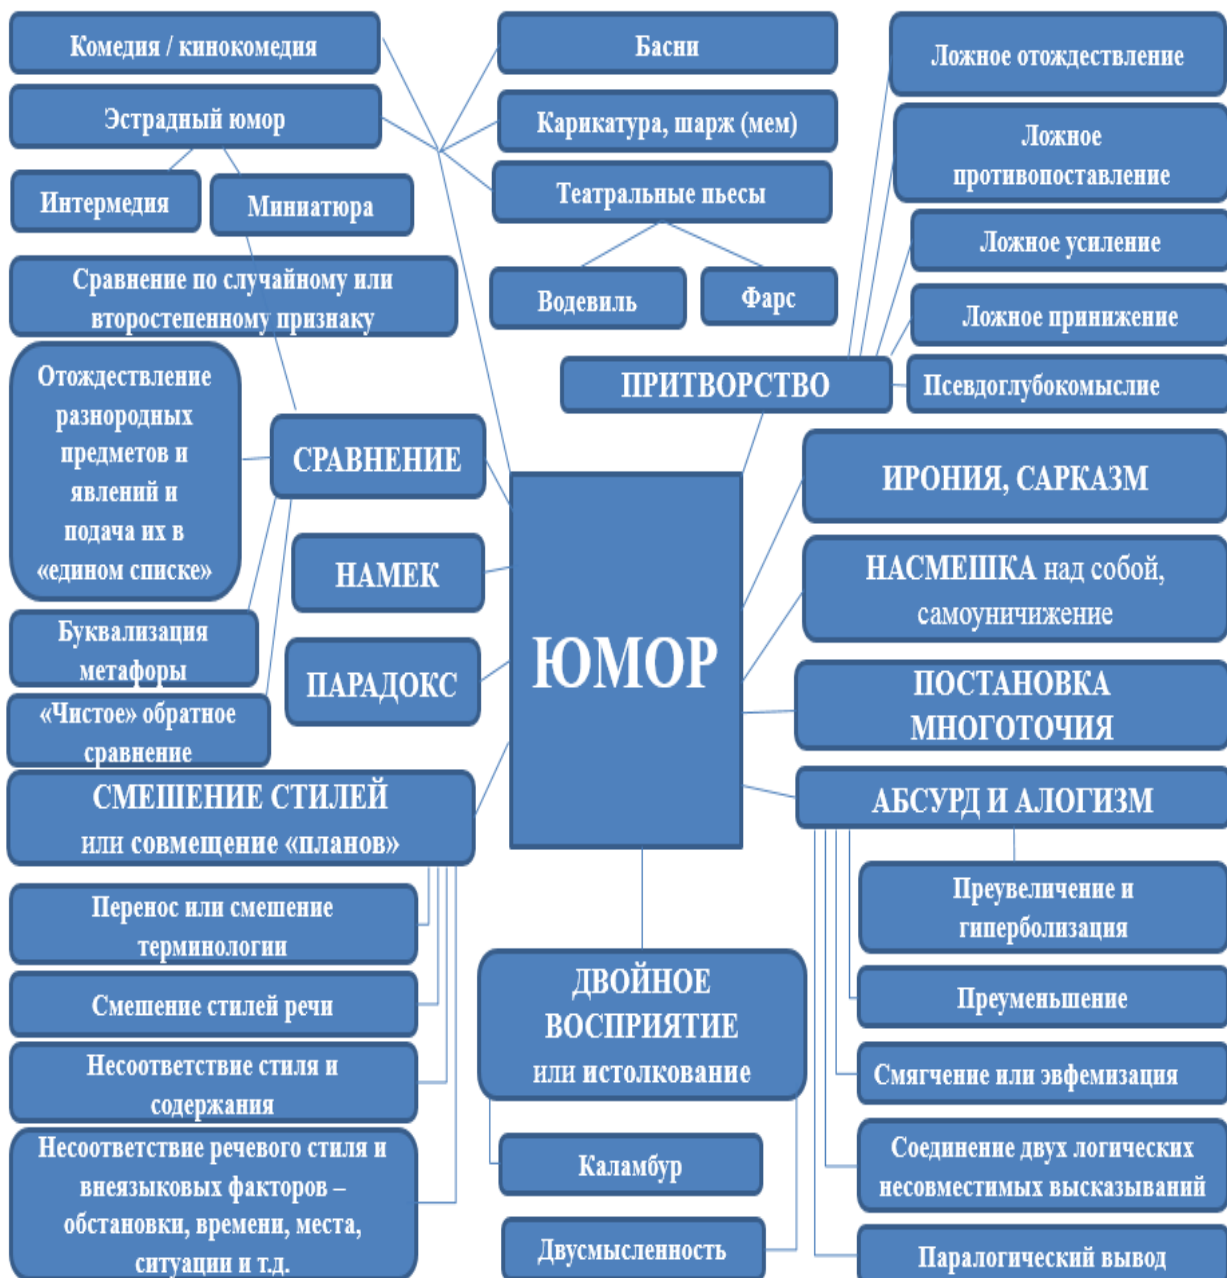 Комедия / кинокомедия
Эстрадный юмор
Интермедия
Миниатюра
Басни
Карикатура, шарж (мем)
Театральные пьесы
Водевиль
Фарс
Ложное отождествление
Ложное
противопоставление
Ложное усиление
Ложное принижение
Псевдоглубокомыслие
ПРИТВОРСТВО
Сравнение по случайному или
второстепенному признаку
Отождествление
разнородных
предметов и
явлений и
подача их в
«едином списке»
СРАВНЕНИЕ
Буквализация
метафоры
«Чистое» обратное
сравнение
НАМЕК
ПАРАДОКС
ЮМОР
ИРОНИЯ, САРКАЗМ
НАСМЕШКА над собой,
самоуничижение
ПОСТАНОВКА
МНОГОТОЧИЯ
АБСУРД И АЛОГИЗМ
СМЕШЕНИЕ СТИЛЕЙ
или совмещение «планов»
Перенос или смешение
терминологии
Смешение стилей речи
Несоответствие стиля и
содержания
Несоответствие речевого стиля и
внеязыковых факторов –
обстановки, времени, места,
ситуации и т.д.
ДВОЙНОЕ
ВОСПРИЯТИЕ
или истолкование
Каламбур
Двусмысленность
Преувеличение и
гиперболизация
Преуменьшение
Смягчение или эвфемизация
Соединение двух логических
несовместимых высказываний
Паралогический вывод